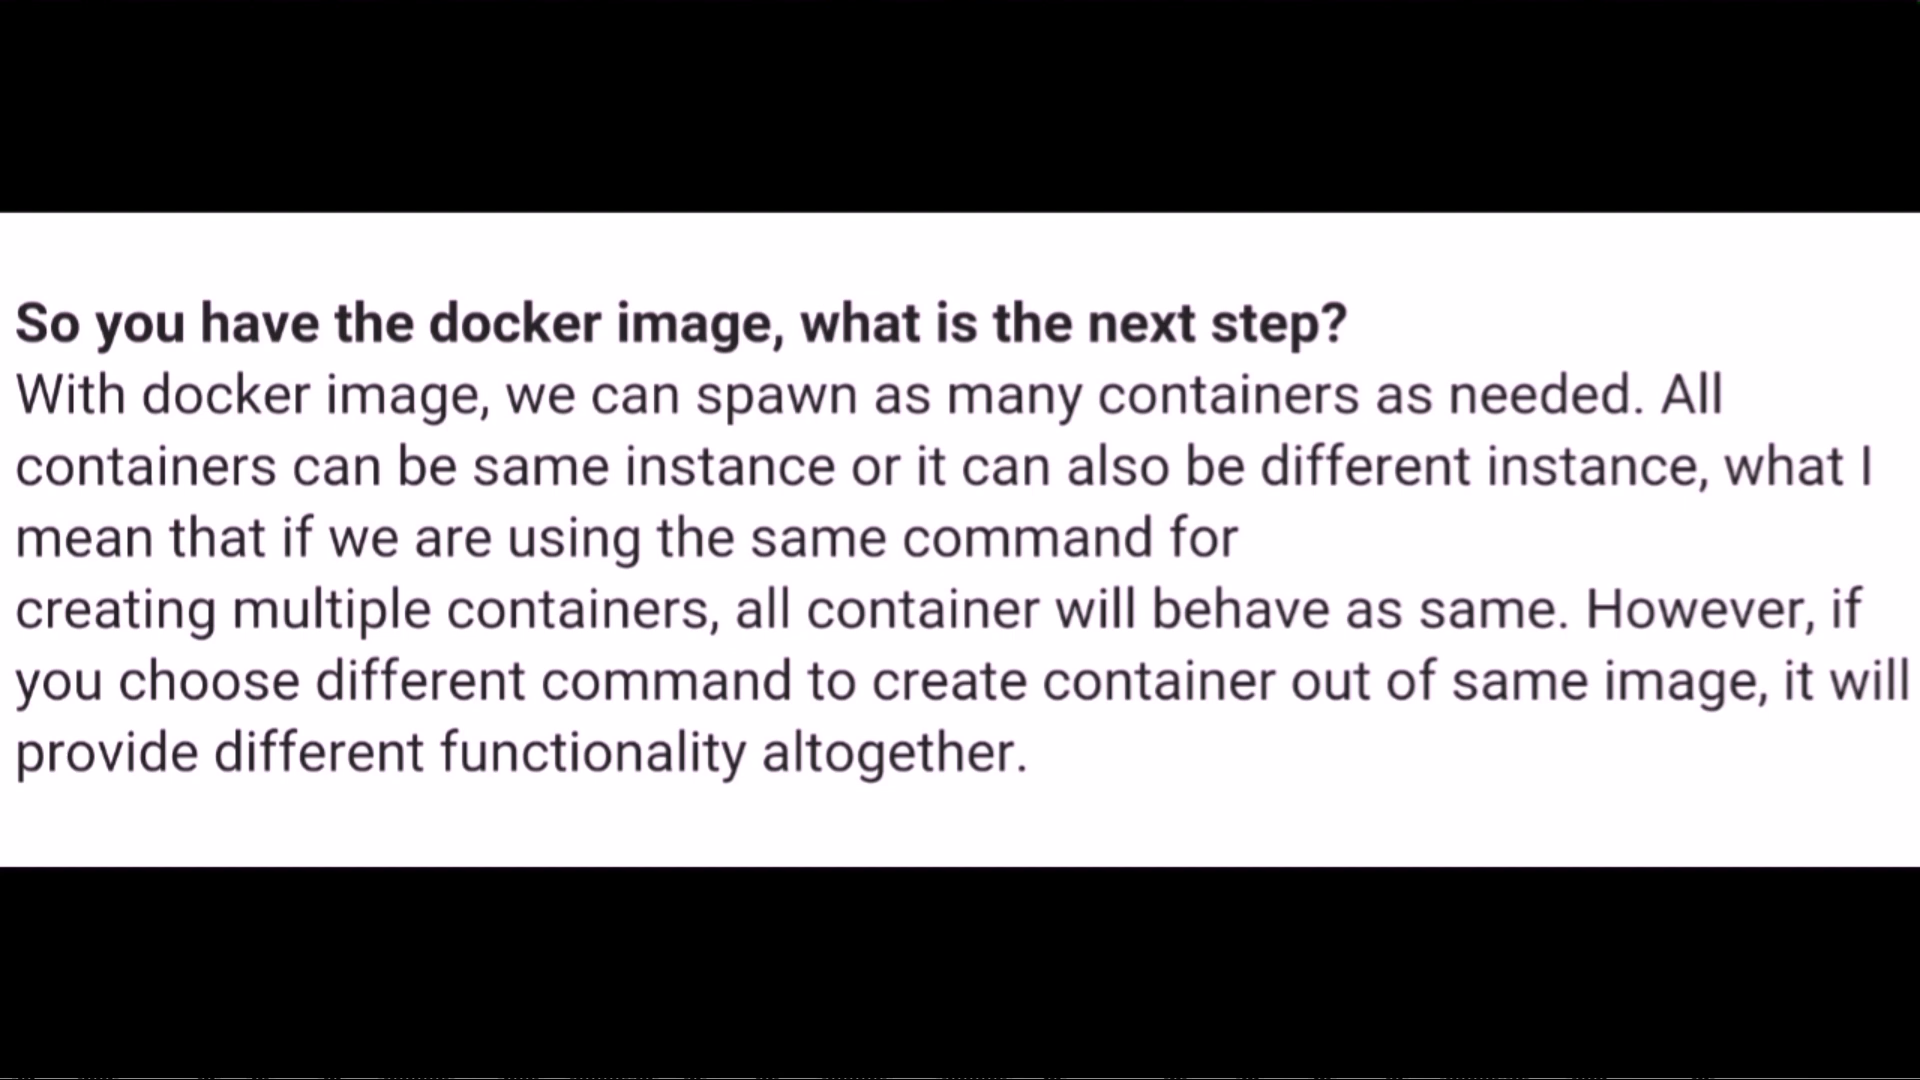 So you have the docker image, what is the next step?
With docker image, we can spawn as many containers as needed. All
containers can be same instance or it can also be different instance, what I
mean that if we are using the same command for
creating multiple containers, all container will behave as same. However, if
you choose different command to create container out of same image, it will
provide different functionality altogether.